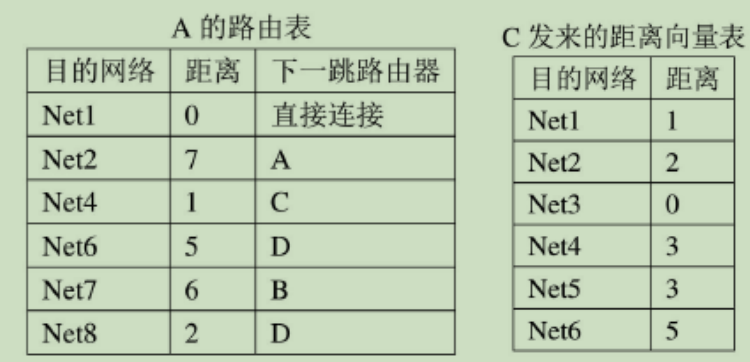 A 的路由表
目的网络 距离 下一跳路由器
Net1 0 直接连接
Net2 7 A
Net4 1 C
Net6 5 D
Net7 6 B
Net8 2 D
C 发来的距离向量表
目的网络 距离
Net1 1
Net2 2
Net3 0
Net4 3
Net5 3
Net6 5